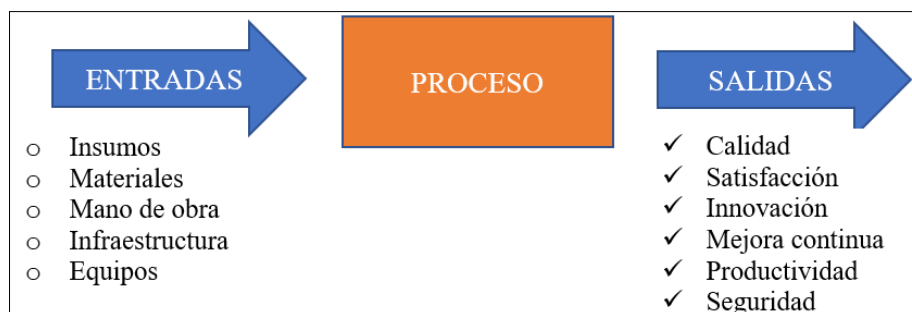 ENTRADAS
PROCESO
SALIDAS
o Insumos
o Materiales
o Mano de obra
o Infraestructura
o Equipos
✓ Calidad
✓ Satisfacción
✓ Innovación
✓ Mejora continua
✓ Productividad
✓ Seguridad